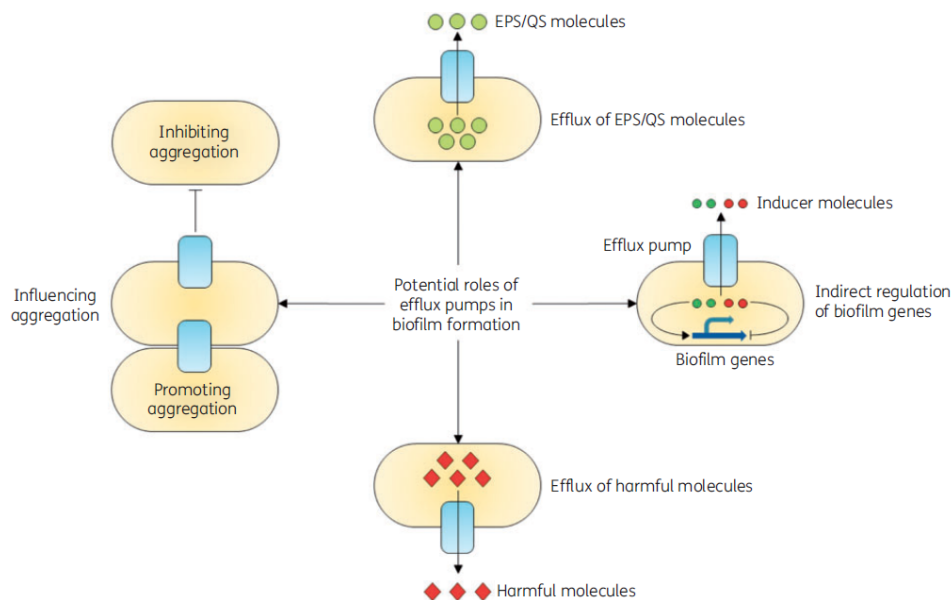 EPS/QS molecules
Efflux of EPS/QS molecules
Inhibiting
aggregation
Influencing
aggregation
Promoting
aggregation
Potential roles of
efflux pumps in
biofilm formation
Inducer molecules
Efflux pump
Indirect regulation
of biofilm genes
Biofilm genes
Efflux of harmful molecules
Harmful molecules